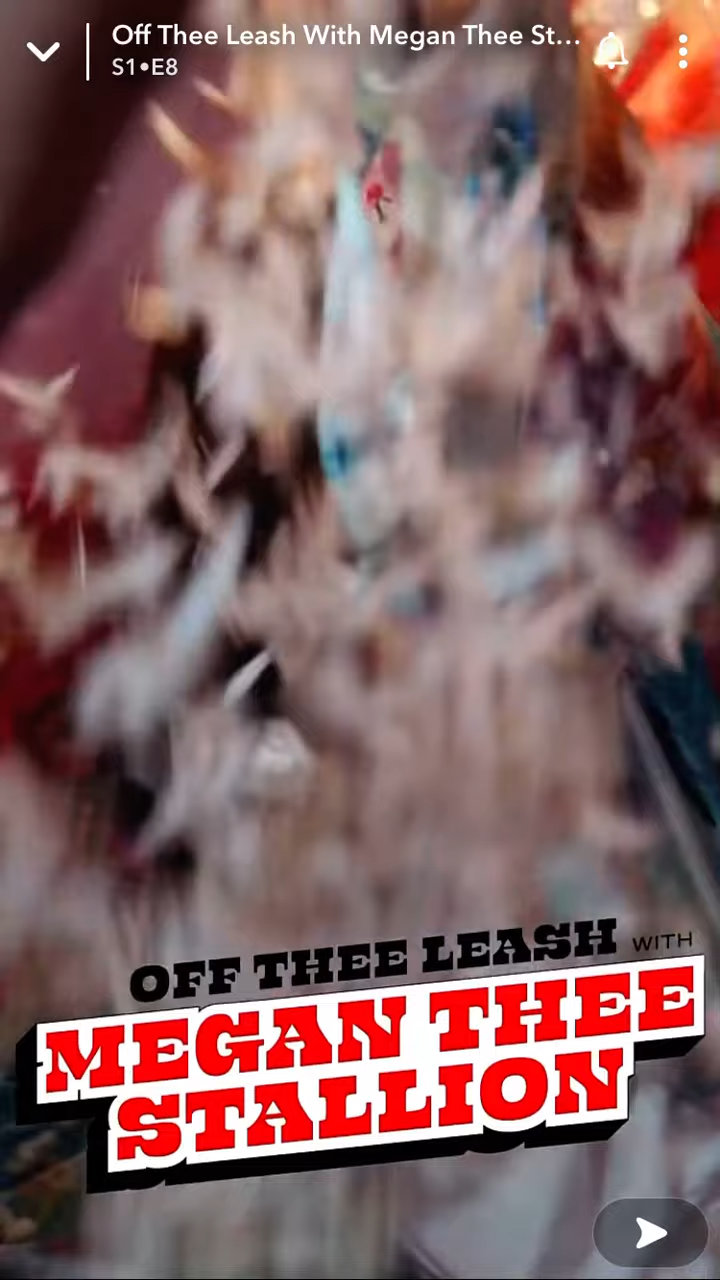 Off Thee Leash With Megan Thee St...
S1•E8
OFF THEE LEASH WITH
MEGAN THEE
STALLION